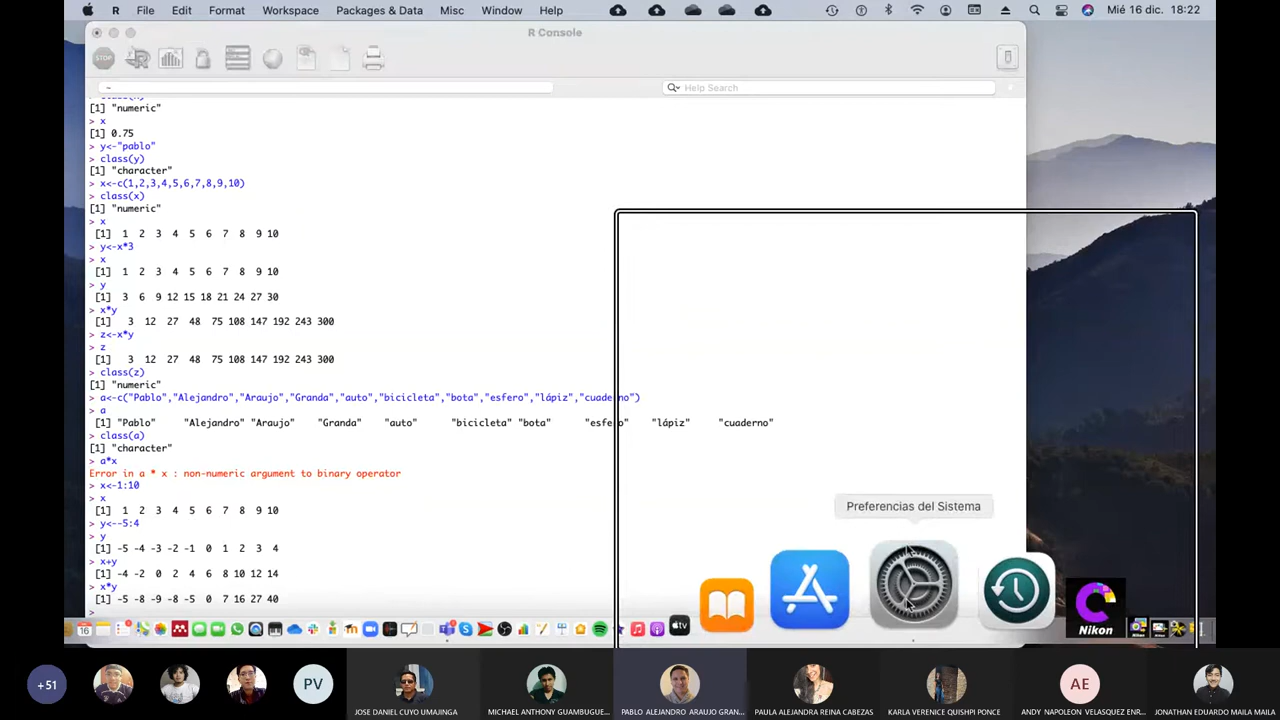 R File Edit Format Workspace Packages & Data Misc Window Help Mié 16 dic. 18:22
R Console
STOP
~ Help Search
[1] "numeric"
> x
[1] 0.75
> y<-"pablo"
> class(y)
[1] "character"
> x<-c(1,2,3,4,5,6,7,8,9,10)
> class(x)
[1] "numeric"
> x
[1] 1 2 3 4 5 6 7 8 9 10
> y<-x*3
> x
[1] 1 2 3 4 5 6 7 8 9 10
> y
[1] 3 6 9 12 15 18 21 24 27 30
> x*y
[1] 3 12 27 48 75 108 147 192 243 300
> z<-x*y
> z
[1] 3 12 27 48 75 108 147 192 243 300
> class(z)
[1] "numeric"
> a<-c("Pablo","Alejandro","Araujo","Granda","auto","bicicleta","bota","esfero","lápiz","cuaderno")
> a
[1] "Pablo" "Alejandro" "Araujo" "Granda" "auto" "bicicleta" "bota" "esfero" "lápiz" "cuaderno"
> class(a)
[1] "character"
> a*x
Error in a * x : non-numeric argument to binary operator
> x<-1:10
> x
[1] 1 2 3 4 5 6 7 8 9 10
> y<--5:4
> y
[1] -5 -4 -3 -2 -1 0 1 2 3 4
> x+y
[1] -4 -2 0 2 4 6 8 10 12 14
> x*y
[1] -5 -8 -9 -8 -5 0 7 16 27 40
>
Preferencias del Sistema
Nikon
16
tv
+51
PV
AE
JOSE DANIEL CUYO UMAJINGA
MICHAEL ANTHONY GUAMBUGUE...
PABLO ALEJANDRO ARAUJO GRAN...
PAULA ALEJANDRA REINA CABEZAS
KARLA VERENICE QUISHPI PONCE
ANDY NAPOLEON VELASQUEZ ENR...
JONATHAN EDUARDO MAILA MAILA